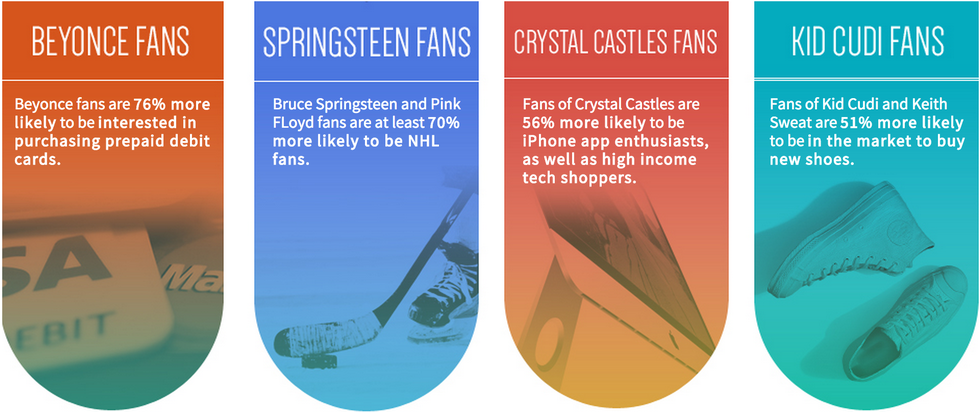 BEYONCE FANS
Beyonce fans are 76% more
likely to be interested in
purchasing prepaid debit
cards.
SA
EBIT
Ma
SPRINGSTEEN FANS
Bruce Springsteen and Pink
FLoyd fans are at least 70%
more likely to be NHL
fans.
CRYSTAL CASTLES FANS
Fans of Crystal Castles are
56% more likely to be
iPhone app enthusiasts,
as well as high income
tech shoppers.
KID CUDI FANS
Fans of Kid Cudi and Keith
Sweat are 51% more likely
to be in the market to buy
new shoes.